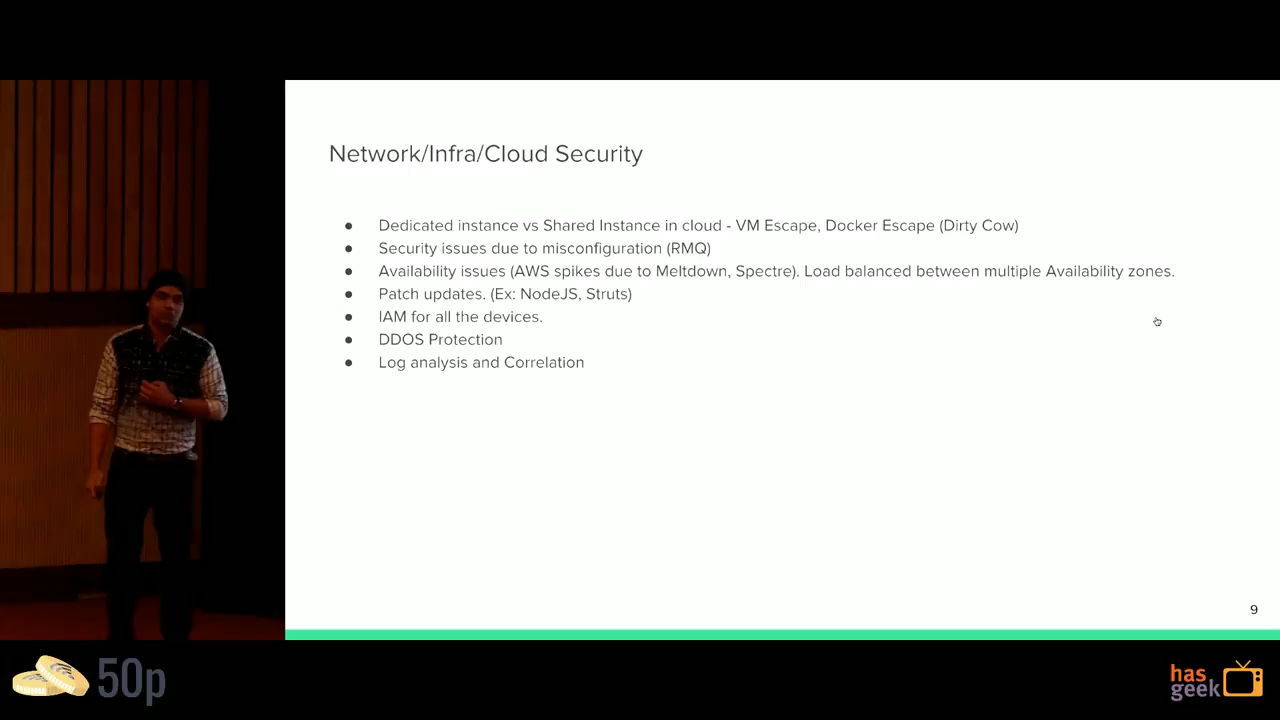 Network/Infra/Cloud Security
● Dedicated instance vs Shared Instance in cloud - VM Escape, Docker Escape (Dirty Cow)
● Security issues due to misconfiguration (RMQ)
● Availability issues (AWS spikes due to Meltdown, Spectre). Load balanced between multiple Availability zones.
● Patch updates. (Ex: NodeJS, Struts)
● IAM for all the devices.
● DDOS Protection
● Log analysis and Correlation
9
50p
has
geek